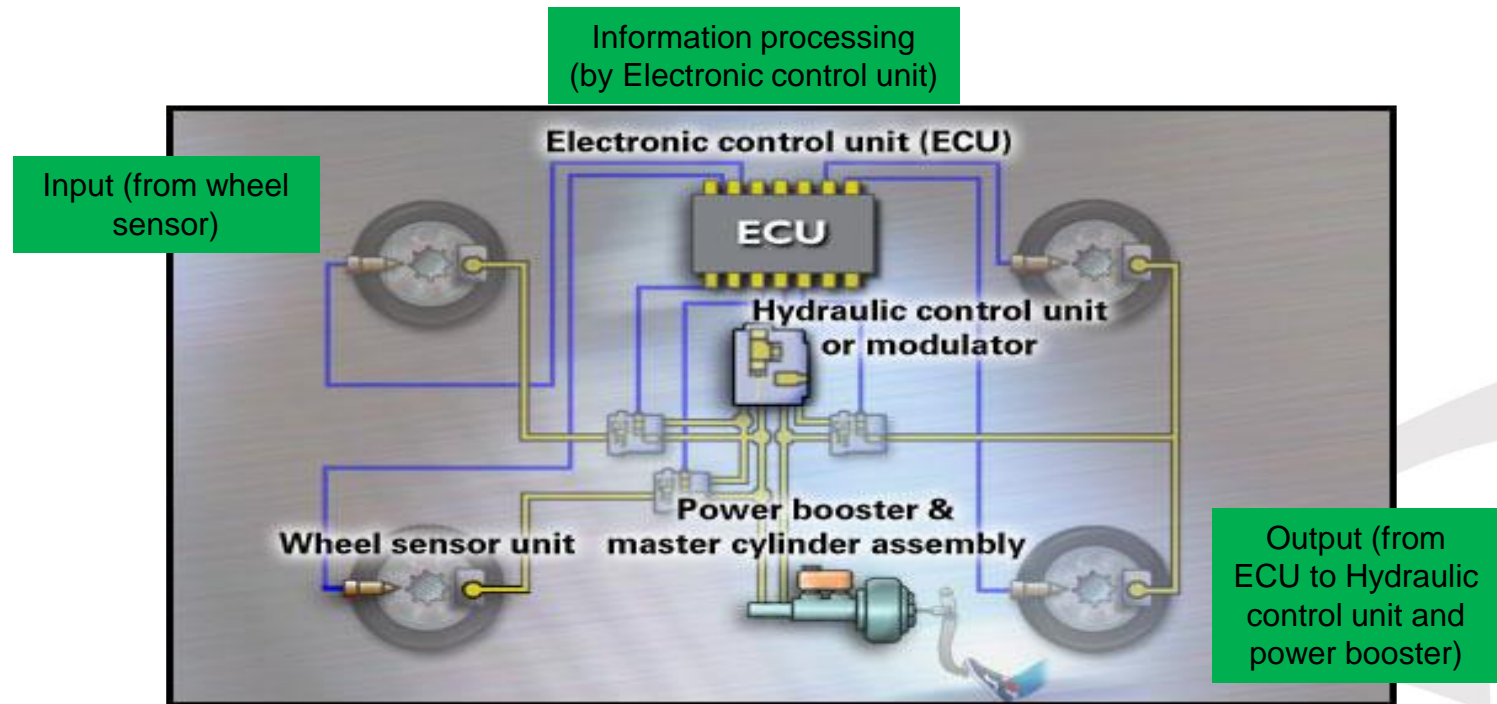 Information processing
(by Electronic control unit)
Electronic control unit (ECU)
Input (from wheel
sensor)
ECU
Hydraulic control unit
or modulator
Power booster &
master cylinder assembly
Wheel sensor unit
Output (from
ECU to Hydraulic
control unit and
power booster)